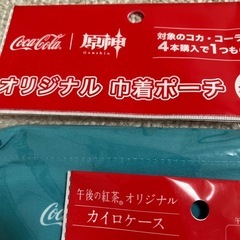 Coca-Cola 原神 対象のコカ・コーラ
Genshin 4本購入で1つも
オリジナル 巾着ポーチ
Coca
午後の紅茶®オリジナル
カイロケース